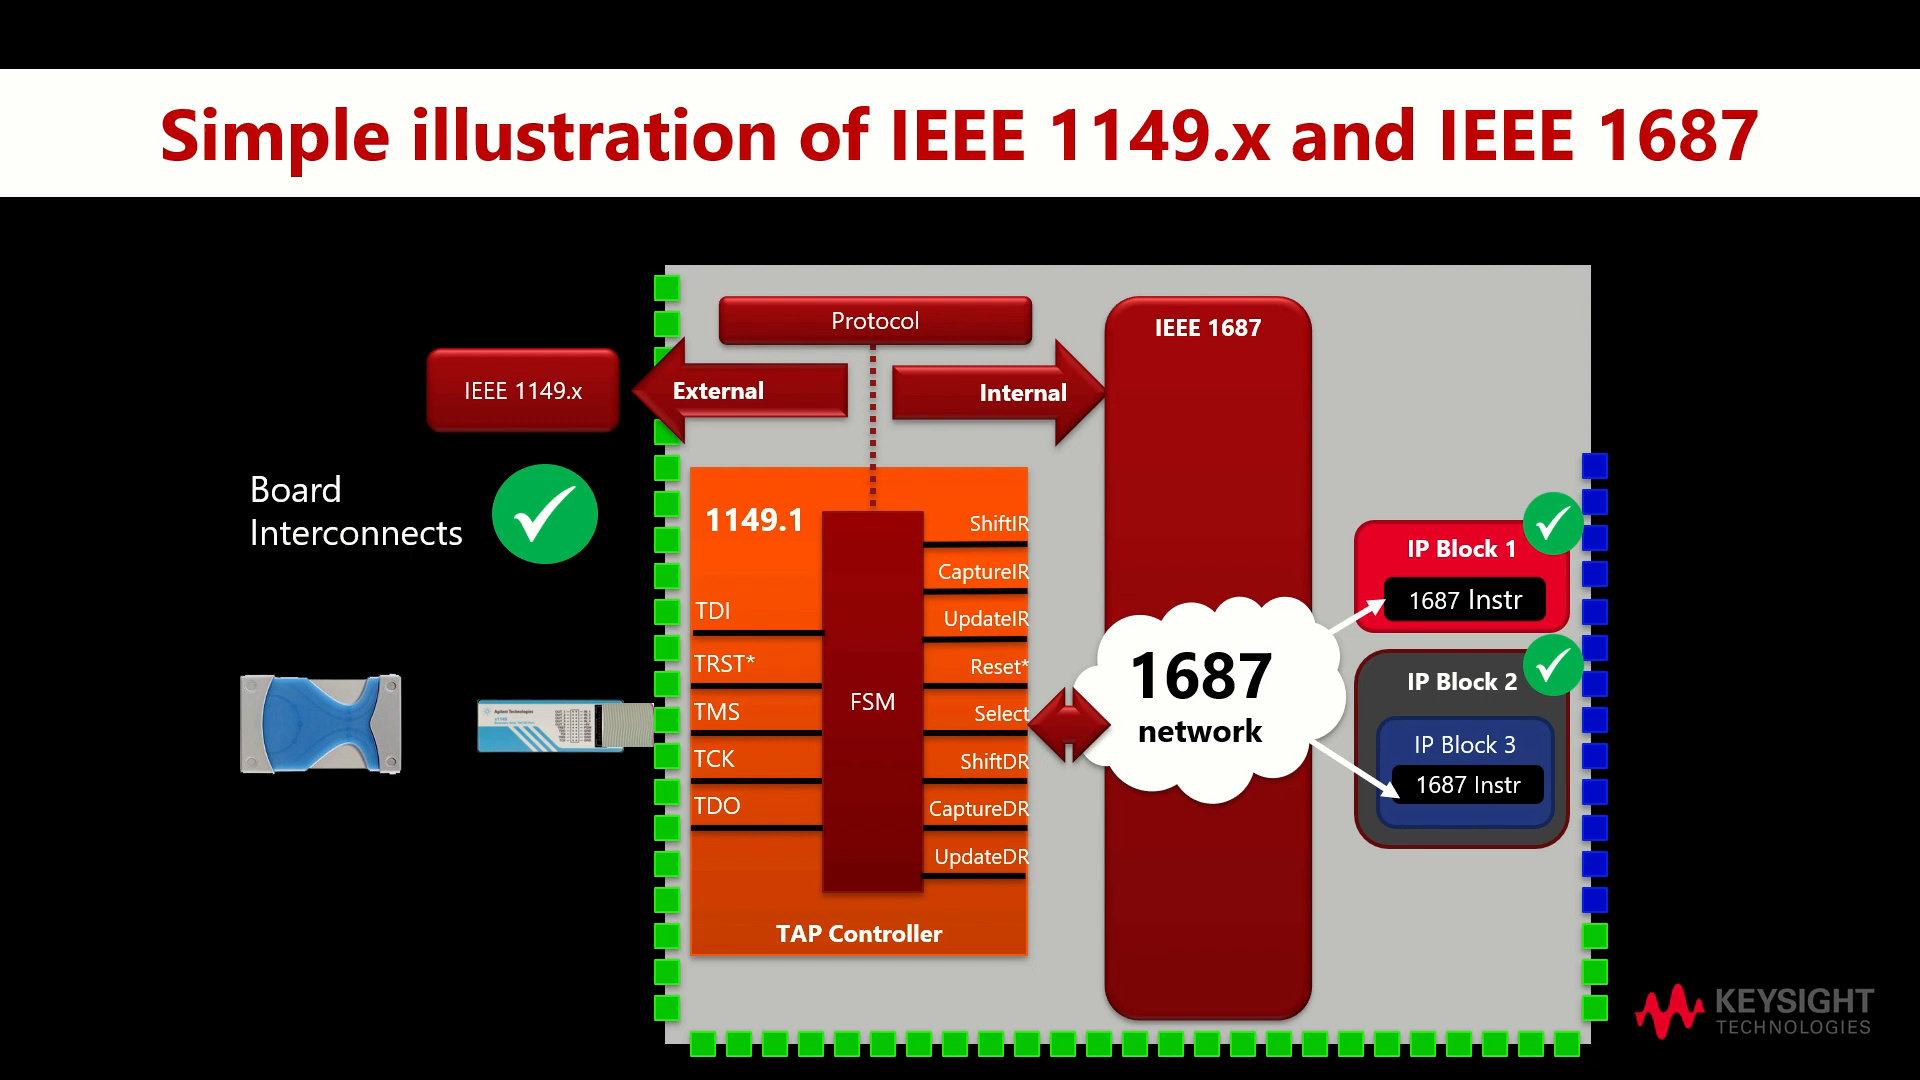 Simple illustration of IEEE 1149.x and IEEE 1687
Protocol
IEEE 1687
IEEE 1149.x
External
Internal
Board
Interconnects
1149.1
ShiftIR
CaptureIR
UpdateIR
Reset*
Select
ShiftDR
CaptureDR
UpdateDR
TDI
TRST*
TMS
TCK
TDO
FSM
TAP Controller
1687
network
IP Block 1
1687 Instr
IP Block 2
IP Block 3
1687 Instr
Agilent Technologies
KEYSIGHT
TECHNOLOGIES